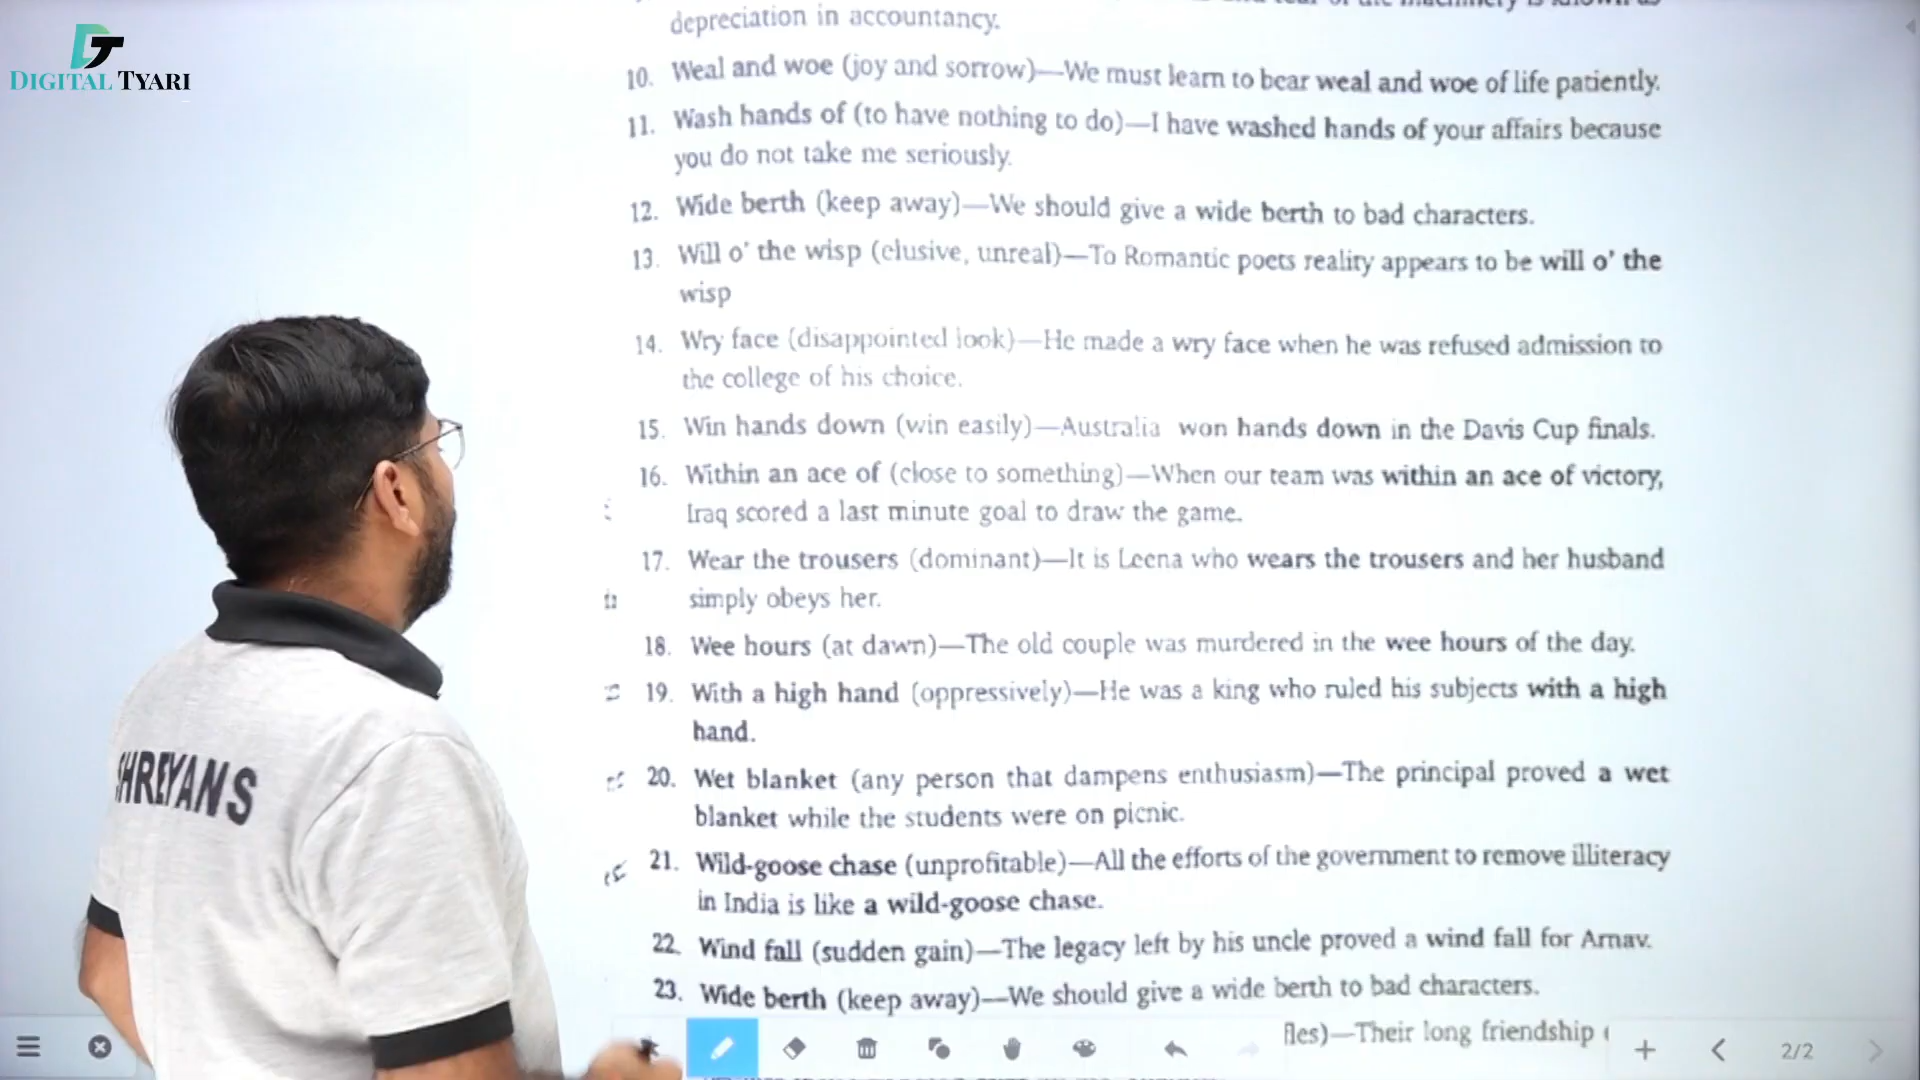 DIGITAL TYARI
depreciation in accountancy.
10. Weal and woe (joy and sorrow)—We must learn to bear weal and woe of life patiently.
11. Wash hands of (to have nothing to do)—I have washed hands of your affairs because
you do not take me seriously.
12. Wide berth (keep away)—We should give a wide berth to bad characters.
13. Will o' the wisp (elusive, unreal)—To Romantic poets reality appears to be will o' the
wisp
14. Wry face (disappointed look)—He made a wry face when he was refused admission to
the college of his choice.
15. Win hands down (win easily)—Australia won hands down in the Davis Cup finals.
16. Within an ace of (close to something)—When our team was within an ace of victory,
Iraq scored a last minute goal to draw the game.
17. Wear the trousers (dominant)—It is Leena who wears the trousers and her husband
simply obeys her.
18. Wee hours (at dawn)—The old couple was murdered in the wee hours of the day.
19. With a high hand (oppressively)—He was a king who ruled his subjects with a high
hand.
20. Wet blanket (any person that dampens enthusiasm)—The principal proved a wet
blanket while the students were on picnic.
21. Wild-goose chase (unprofitable)—All the efforts of the government to remove illiteracy
in India is like a wild-goose chase.
22. Wind fall (sudden gain)—The legacy left by his uncle proved a wind fall for Arnav.
23. Wide berth (keep away)—We should give a wide berth to bad characters.
fles)—Their long friendship
2/2
SHREYANS